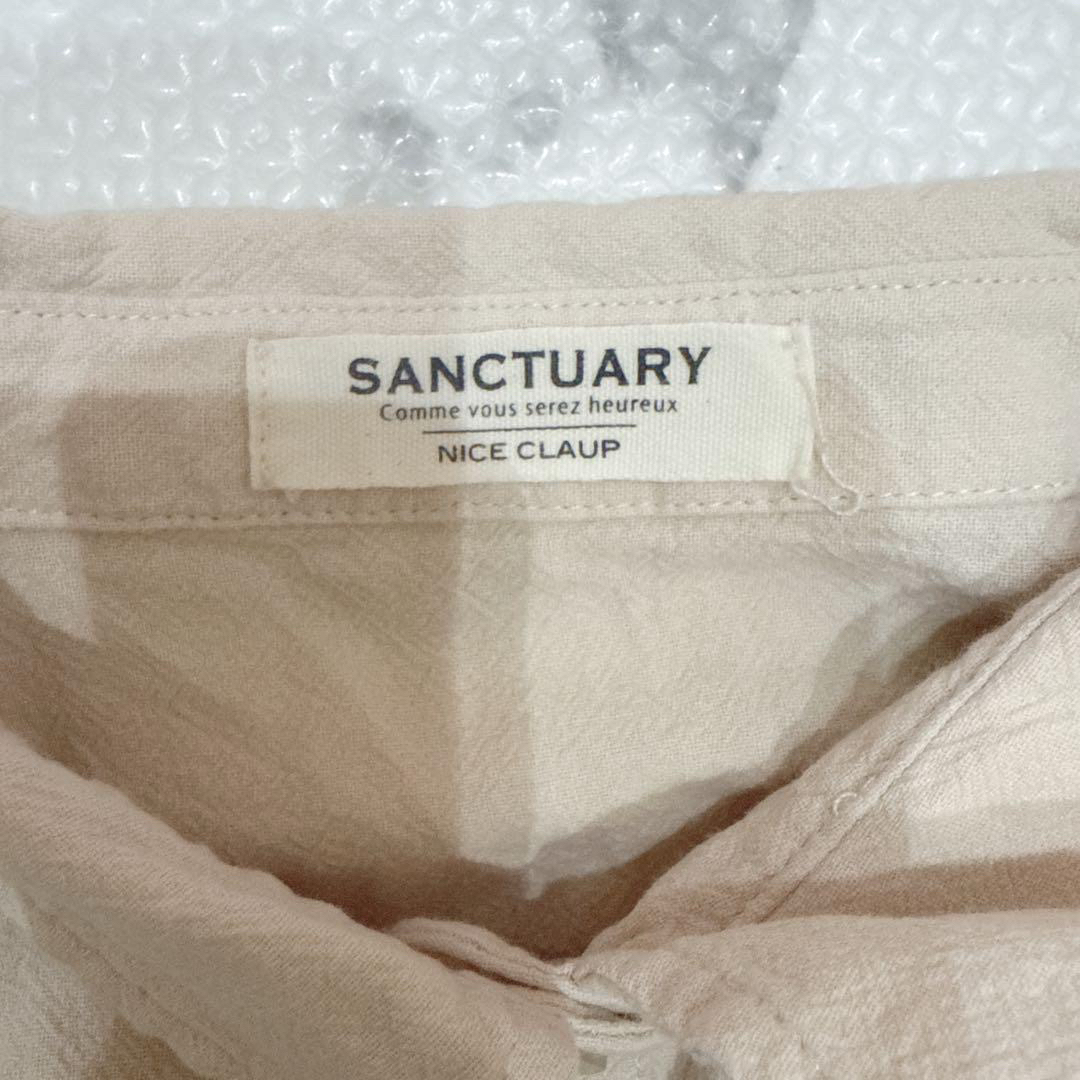 SANCTUARY
Comme vous serez heureux
NICE CLAUP